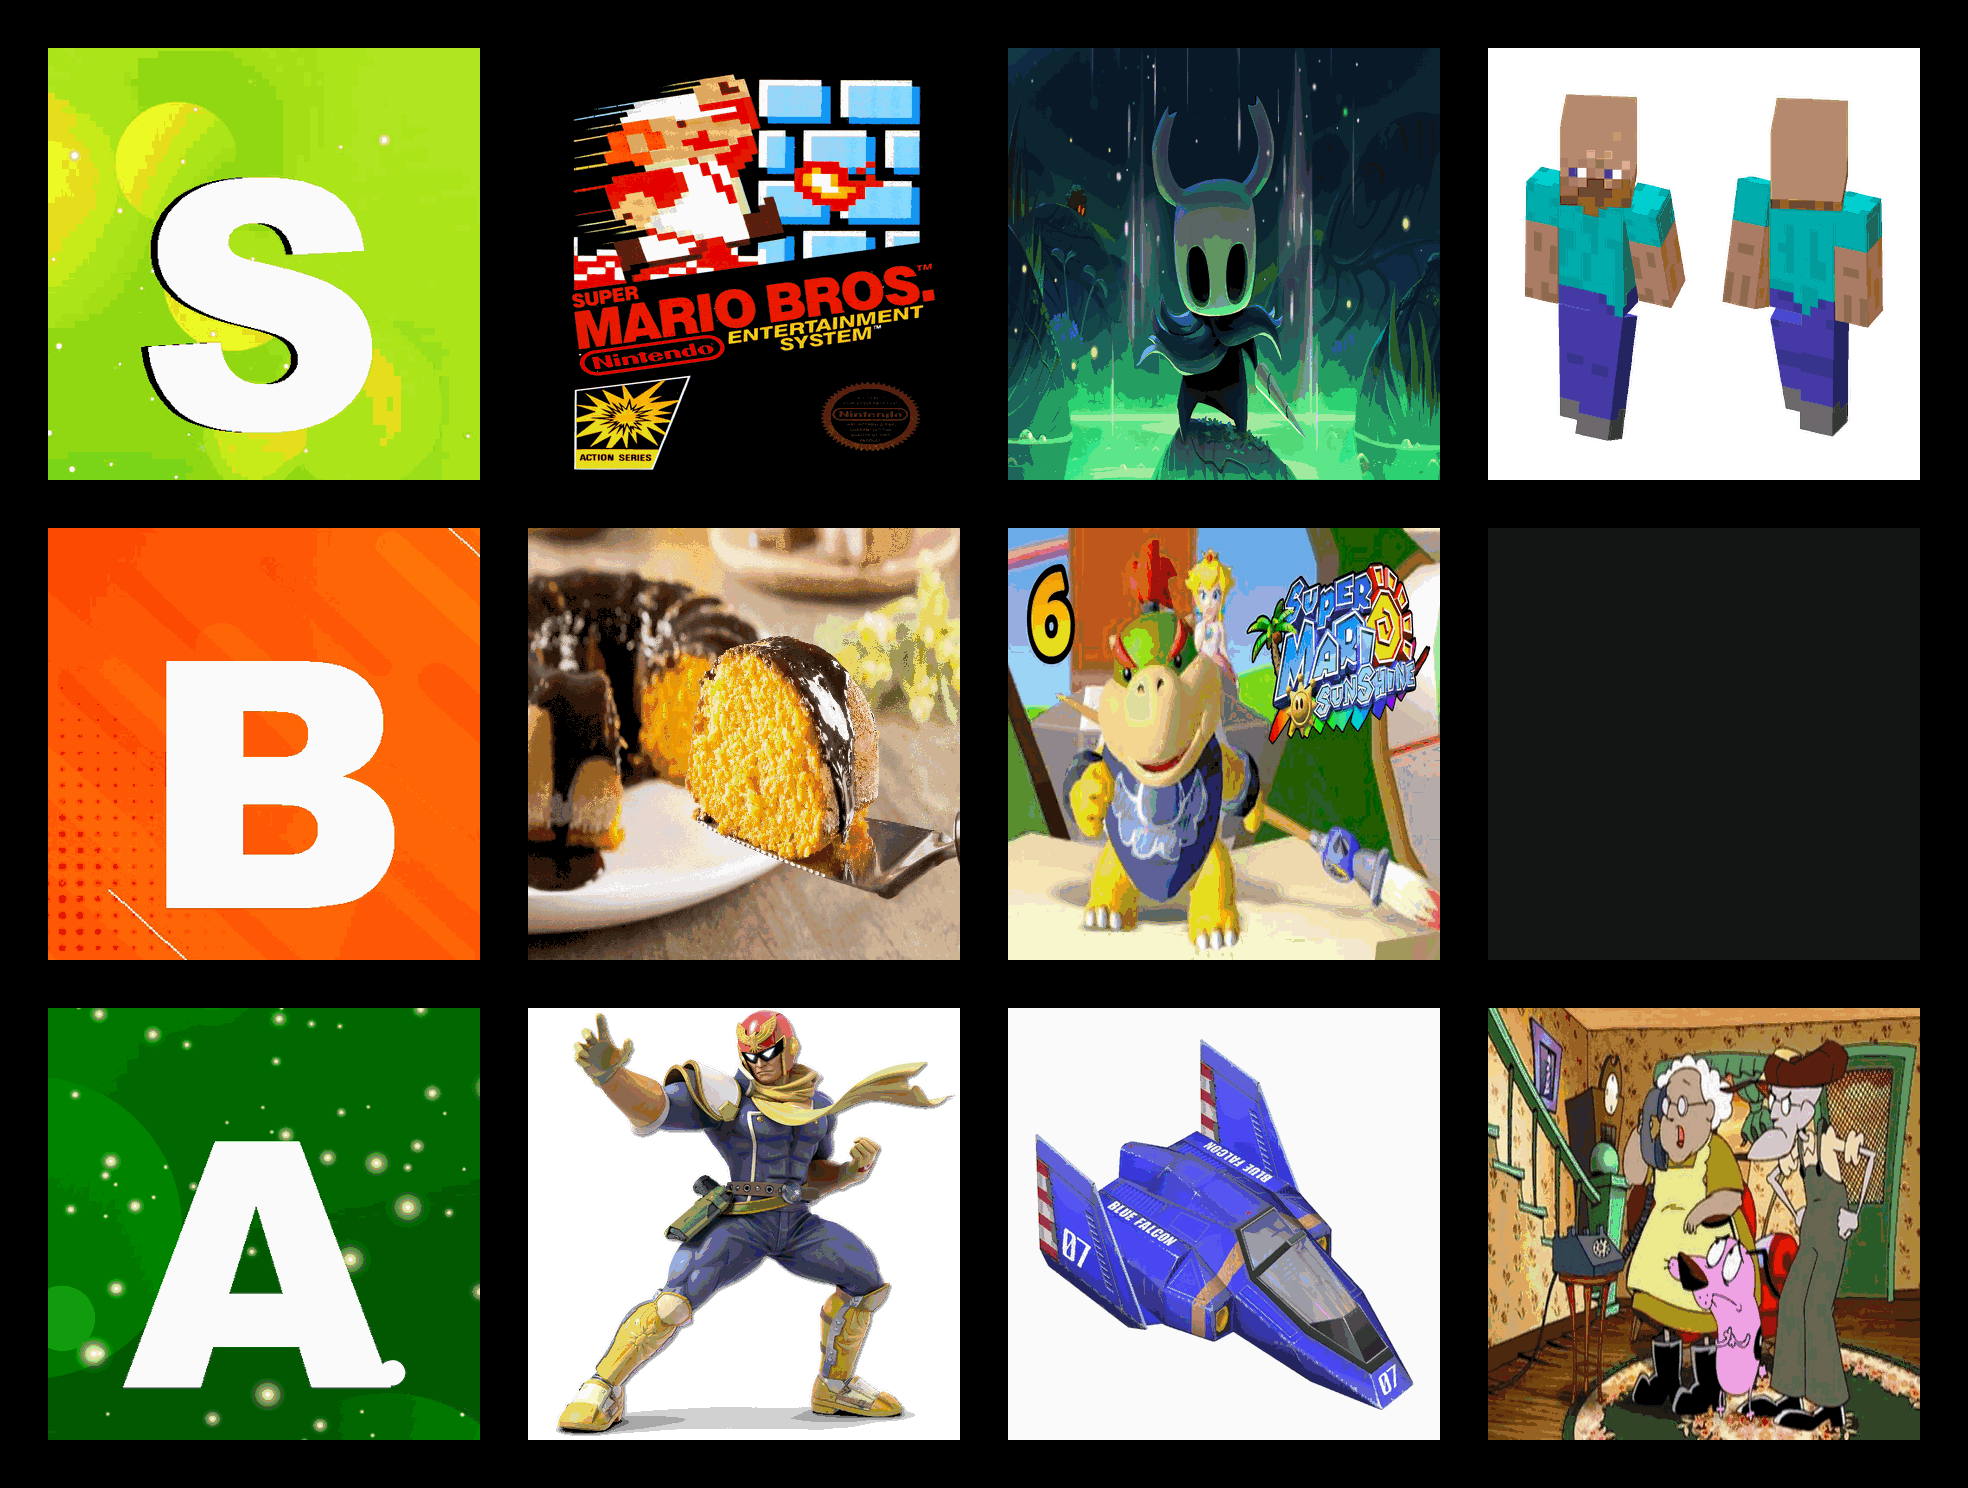 S
SUPER
MARIO BROS.™
ENTERTAINMENT
SYSTEM™
Nintendo
Nintendo
ACTION SERIES
B
6
SUPER
MARIO
SUNSHINE
A
BLUE FALCON
BLUE FALCON
07
07